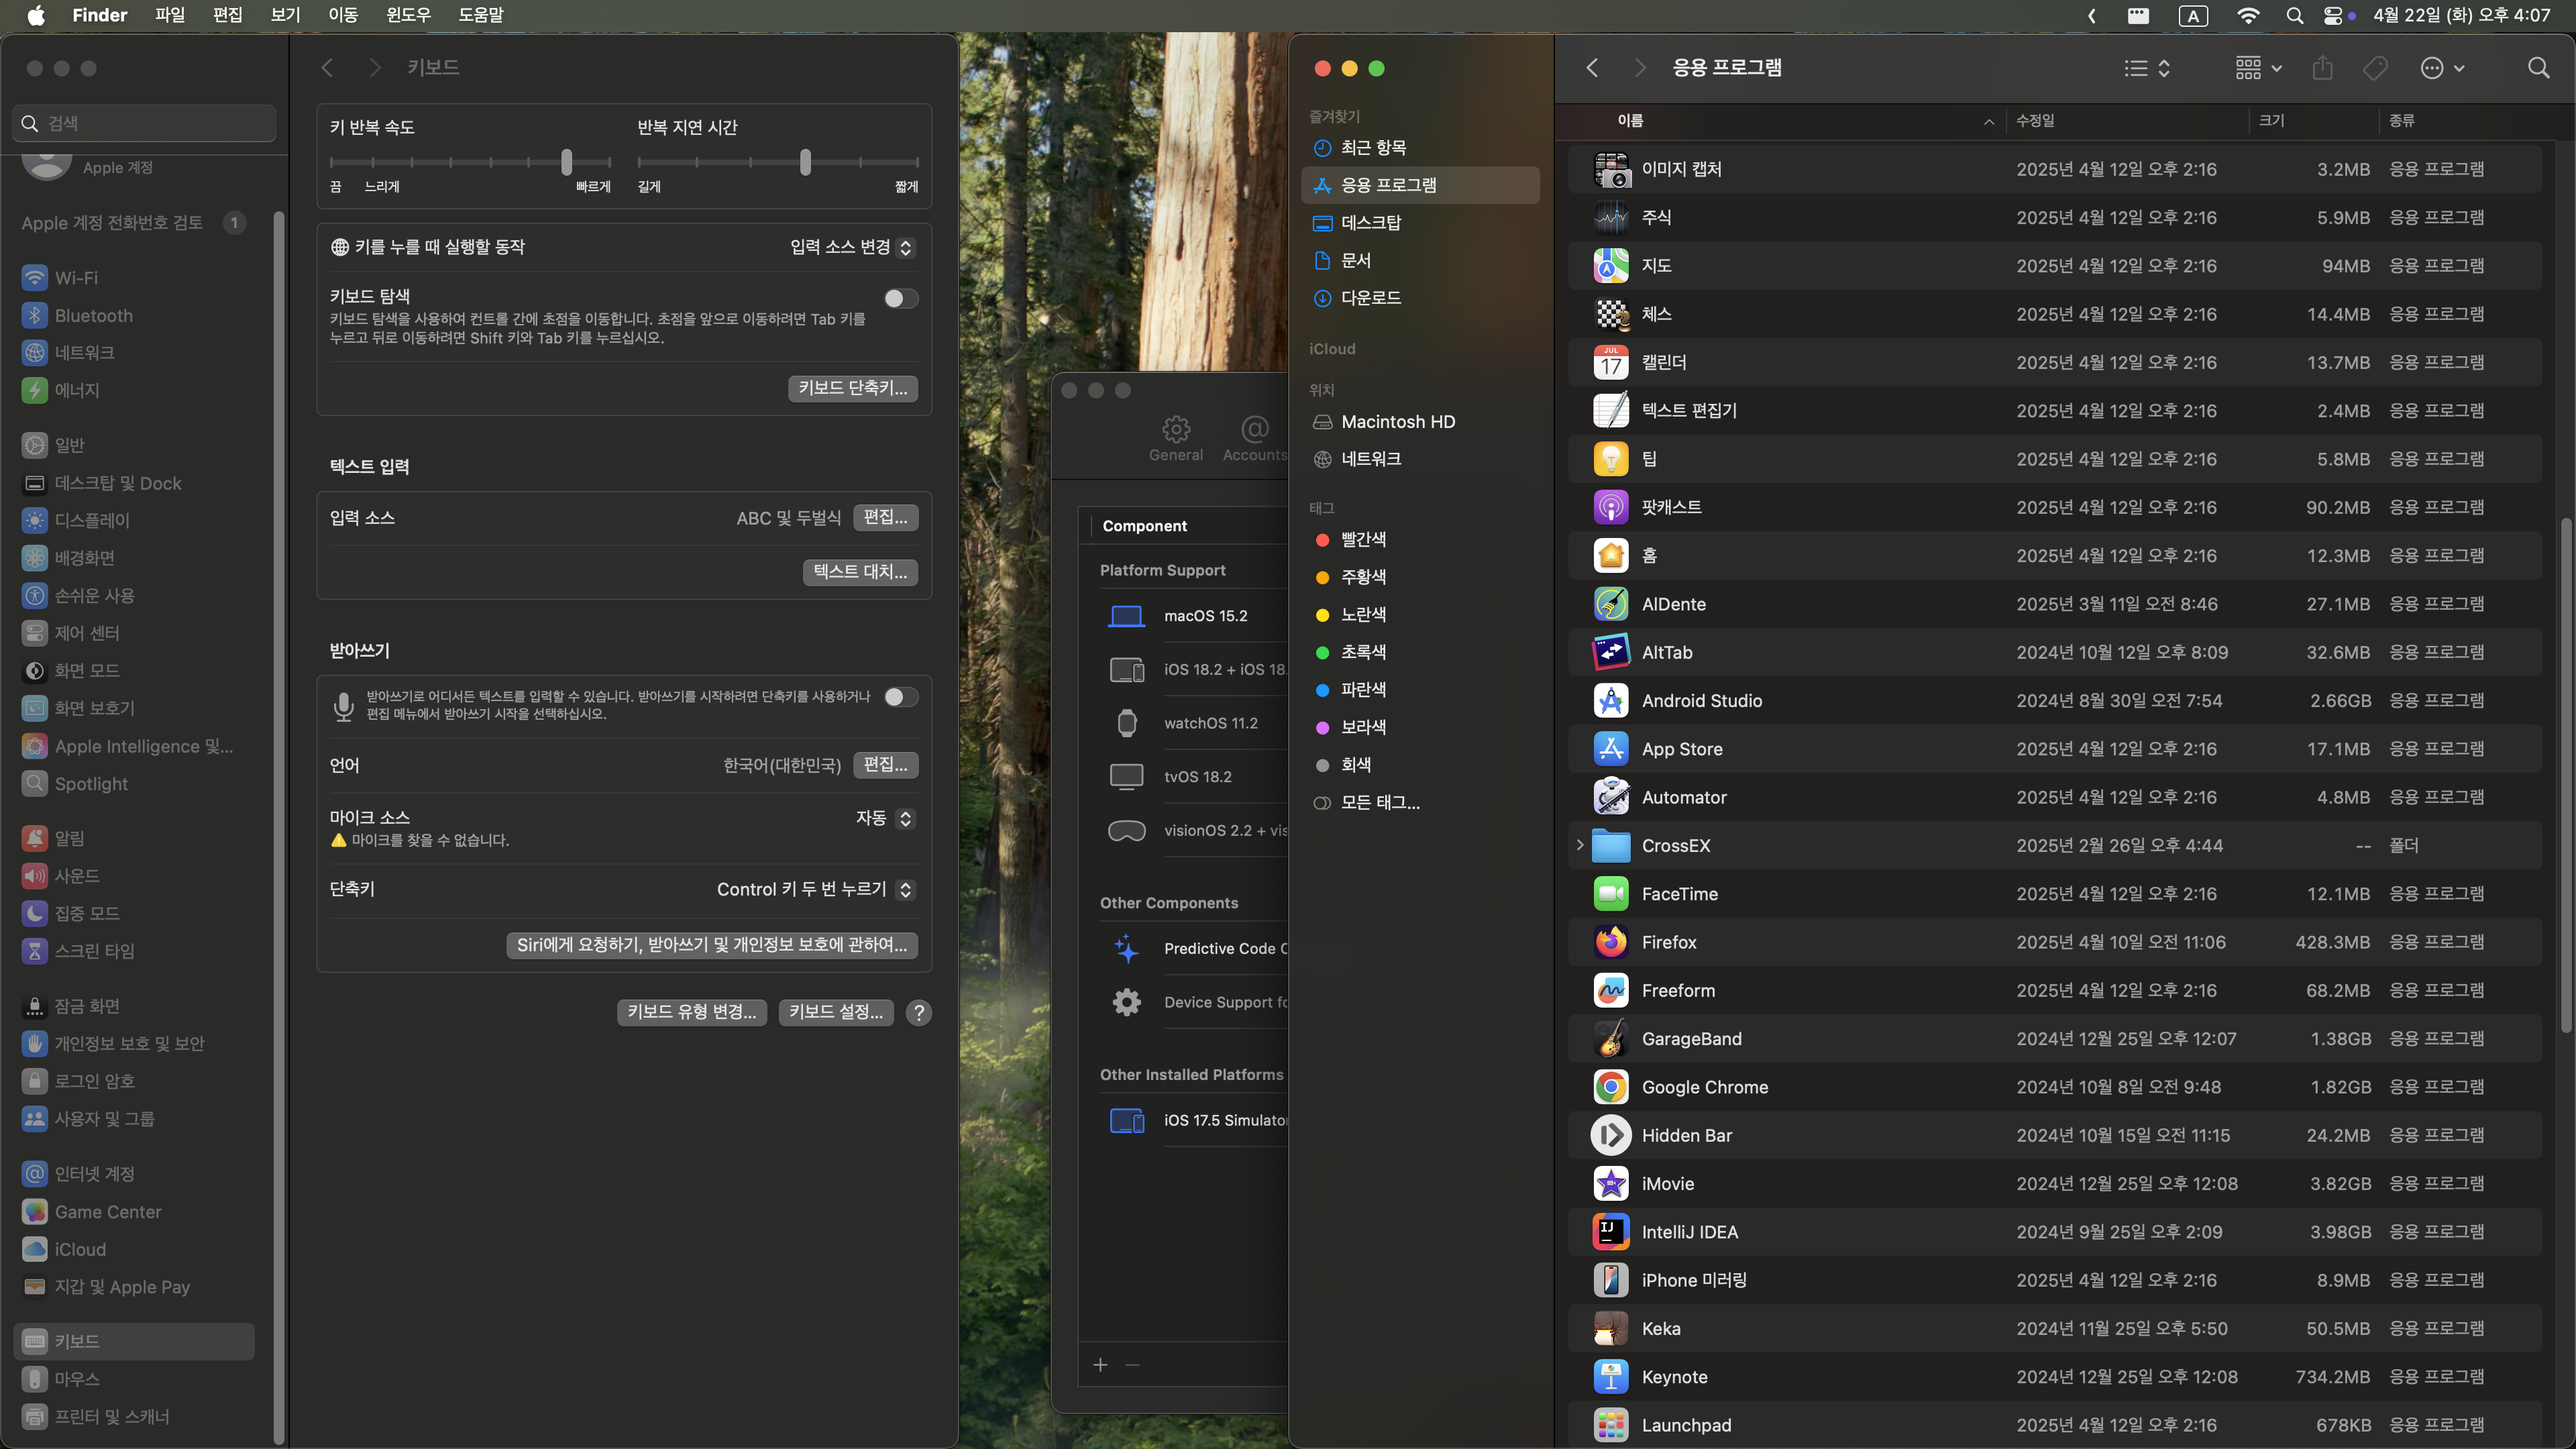 Finder 파일 편집 보기 이동 윈도우 도움말
A 4월 22일 (화) 오후 4:07
검색
Apple 계정
Apple 계정 전화번호 검토 1
Wi-Fi
Bluetooth
네트워크
에너지
일반
데스크탑 및 Dock
디스플레이
배경화면
손쉬운 사용
제어 센터
화면 모드
화면 보호기
Apple Intelligence 및...
Spotlight
알림
사운드
집중 모드
스크린 타임
잠금 화면
개인정보 보호 및 보안
로그인 암호
사용자 및 그룹
인터넷 계정
Game Center
iCloud
지갑 및 Apple Pay
키보드
마우스
프린터 및 스캐너
키보드
키 반복 속도 반복 지연 시간
끔 느리게 빠르게 길게 짧게
키를 누를 때 실행할 동작 입력 소스 변경
키보드 탐색
키보드 탐색을 사용하여 컨트롤 간에 초점을 이동합니다. 초점을 앞으로 이동하려면 Tab 키를
누르고 뒤로 이동하려면 Shift 키와 Tab 키를 누르십시오.
키보드 단축키...
텍스트 입력
입력 소스 ABC 및 두벌식 편집...
텍스트 대치...
받아쓰기
받아쓰기로 어디서든 텍스트를 입력할 수 있습니다. 받아쓰기를 시작하려면 단축키를 사용하거나
편집 메뉴에서 받아쓰기 시작을 선택하십시오.
언어 한국어(대한민국) 편집...
마이크 소스 자동
마이크를 찾을 수 없습니다.
단축키 Control 키 두 번 누르기
Siri에게 요청하기, 받아쓰기 및 개인정보 보호에 관하여...
키보드 유형 변경... 키보드 설정... ?
General Accounts
Component
Platform Support
macOS 15.2
iOS 18.2 + iOS 18.
watchOS 11.2
tvOS 18.2
visionOS 2.2 + vis
Other Components
Predictive Code C
Device Support fo
Other Installed Platforms
iOS 17.5 Simulator
즐겨찾기
최근 항목
응용 프로그램
데스크탑
문서
다운로드
iCloud
위치
Macintosh HD
네트워크
태그
빨간색
주황색
노란색
초록색
파란색
보라색
회색
모든 태그...
응용 프로그램
이름 수정일 크기 종류
이미지 캡처 2025년 4월 12일 오후 2:16 3.2MB 응용 프로그램
주식 2025년 4월 12일 오후 2:16 5.9MB 응용 프로그램
지도 2025년 4월 12일 오후 2:16 94MB 응용 프로그램
체스 2025년 4월 12일 오후 2:16 14.4MB 응용 프로그램
JUL
17
캘린더 2025년 4월 12일 오후 2:16 13.7MB 응용 프로그램
텍스트 편집기 2025년 4월 12일 오후 2:16 2.4MB 응용 프로그램
팁 2025년 4월 12일 오후 2:16 5.8MB 응용 프로그램
팟캐스트 2025년 4월 12일 오후 2:16 90.2MB 응용 프로그램
홈 2025년 4월 12일 오후 2:16 12.3MB 응용 프로그램
AlDente 2025년 3월 11일 오전 8:46 27.1MB 응용 프로그램
AltTab 2024년 10월 12일 오후 8:09 32.6MB 응용 프로그램
Android Studio 2024년 8월 30일 오전 7:54 2.66GB 응용 프로그램
App Store 2025년 4월 12일 오후 2:16 17.1MB 응용 프로그램
Automator 2025년 4월 12일 오후 2:16 4.8MB 응용 프로그램
CrossEX 2025년 2월 26일 오후 4:44 -- 폴더
FaceTime 2025년 4월 12일 오후 2:16 12.1MB 응용 프로그램
Firefox 2025년 4월 10일 오전 11:06 428.3MB 응용 프로그램
Freeform 2025년 4월 12일 오후 2:16 68.2MB 응용 프로그램
GarageBand 2024년 12월 25일 오후 12:07 1.38GB 응용 프로그램
Google Chrome 2024년 10월 8일 오전 9:48 1.82GB 응용 프로그램
Hidden Bar 2024년 10월 15일 오전 11:15 24.2MB 응용 프로그램
iMovie 2024년 12월 25일 오후 12:08 3.82GB 응용 프로그램
IJ
IntelliJ IDEA 2024년 9월 25일 오후 2:09 3.98GB 응용 프로그램
iPhone 미러링 2025년 4월 12일 오후 2:16 8.9MB 응용 프로그램
Keka 2024년 11월 25일 오후 5:50 50.5MB 응용 프로그램
Keynote 2024년 12월 25일 오후 12:08 734.2MB 응용 프로그램
Launchpad 2025년 4월 12일 오후 2:16 678KB 응용 프로그램